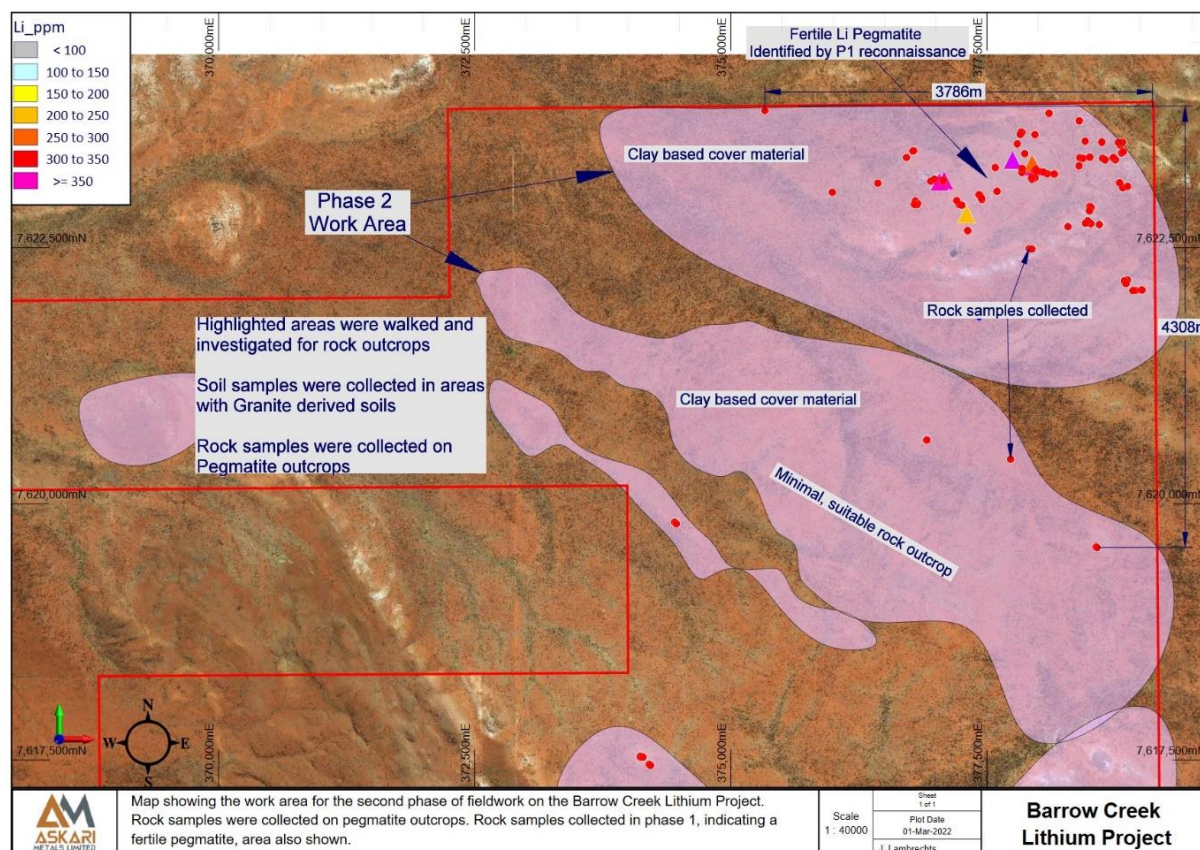 Li_ppm
< 100
100 to 150
150 to 200
200 to 250
250 to 300
300 to 350
>= 350
370,000mE
372,500mE
375,000mE
377,500mE
Fertile Li Pegmatite
Identified by P1 reconnaissance
3786m
Clay based cover material
Phase 2
Work Area
7,622,500mN
7,622,500mN
Rock samples collected
4308m
Highlighted areas were walked and
investigated for rock outcrops
Soil samples were collected in areas
with Granite derived soils
Rock samples were collected on
Pegmatite outcrops
Clay based cover material
Minimal, suitable rock outcrop
7,620,000mN
7,620,000mN
N
W
E
S
7,617,500mN
7,617,500mN
370,000mE
372,500mE
375,000mE
377,500mE
AM
ASKARI
METALS LIMITED
Map showing the work area for the second phase of fieldwork on the Barrow Creek Lithium Project.
Rock samples were collected on pegmatite outcrops. Rock samples collected in phase 1, indicating a
fertile pegmatite, area also shown.
Scale
1 : 40000
Sheet
1 of 1
Plot Date
01-Mar-2022
J. Lambrechts
Barrow Creek
Lithium Project